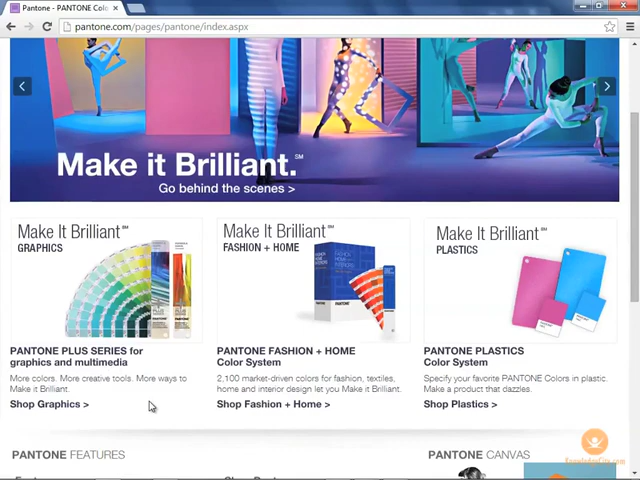 Pantone - PANTONE Colo
pantone.com/pages/pantone/index.aspx
Make it Brilliant.℠
Go behind the scenes >
Make It Brilliant℠
GRAPHICS
Make It Brilliant℠
FASHION + HOME
Make It Brilliant℠
PLASTICS
PANTONE PLUS SERIES for
graphics and multimedia
More colors. More creative tools. More ways to
Make It Brilliant.
Shop Graphics >
PANTONE FASHION + HOME
Color System
2,100 market-driven colors for fashion, textiles,
home and interior design let you Make It Brilliant.
Shop Fashion + Home >
PANTONE PLASTICS
Color System
Specify your favorite PANTONE Colors in plastic.
Make a product that dazzles.
Shop Plastics >
PANTONE FEATURES
PANTONE CANVAS
KnowledgeCity.com